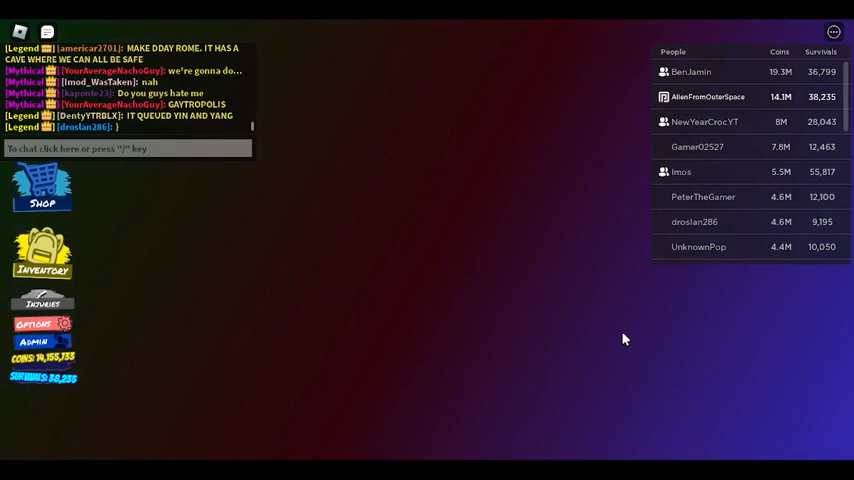 [Legend 👑] [americar2701]: MAKE DDAY ROME. IT HAS A
CAVE WHERE WE CAN ALL BE SAFE
[Mythical👑] [YourAverageNachoGuy]: we're gonna do...
[Mythical👑] [Imod_WasTaken]: nah
[Mythical👑] [kaponte23]: Do you guys hate me
[Mythical👑] [YourAverageNachoGuy]: GAYTROPOLIS
[Legend 👑] [DentyYTRBLX]: IT QUEUED YIN AND YANG
[Legend 👑] [droslan286]: }
To chat click here or press "/" key
SHOP
INVENTORY
INJURIES
OPTIONS
ADMIN
COINS: 14,155,733
SURVIVALS: 38,235
People Coins Survivals
BenJamin 19.3M 36,799
AlienFromOuterSpace 14.1M 38,235
NewYearCrocYT 8M 28,043
Gamer02527 7.8M 12,463
Imos 5.5M 55,817
PeterTheGamer 4.6M 12,100
droslan286 4.6M 9,195
UnknownPop 4.4M 10,050